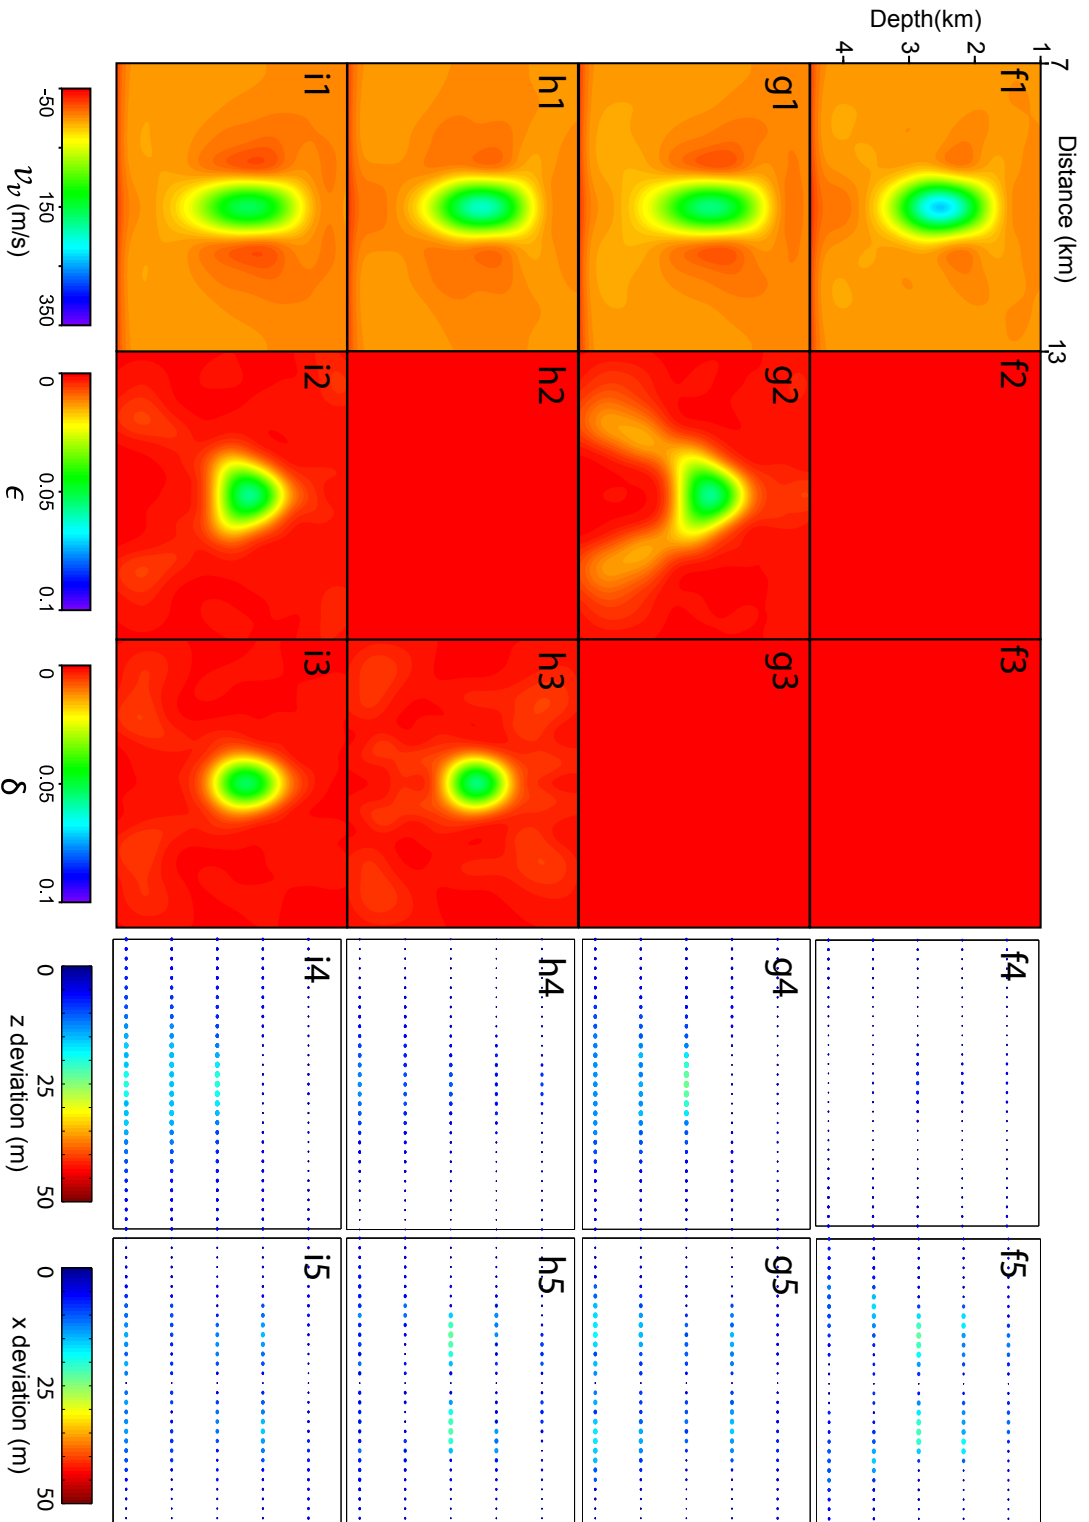 Distance (km)
7
13
Depth(km)
1
2
3
4
f1
f2
f3
f4
f5
g1
g2
g3
g4
g5
h1
h2
h3
h4
h5
i1
i2
i3
i4
i5
-50
150
350
0
0.05
0.1
0
0.05
0.1
0
25
50
0
25
50
v_v (m/s)
ϵ
δ
z deviation (m)
x deviation (m)